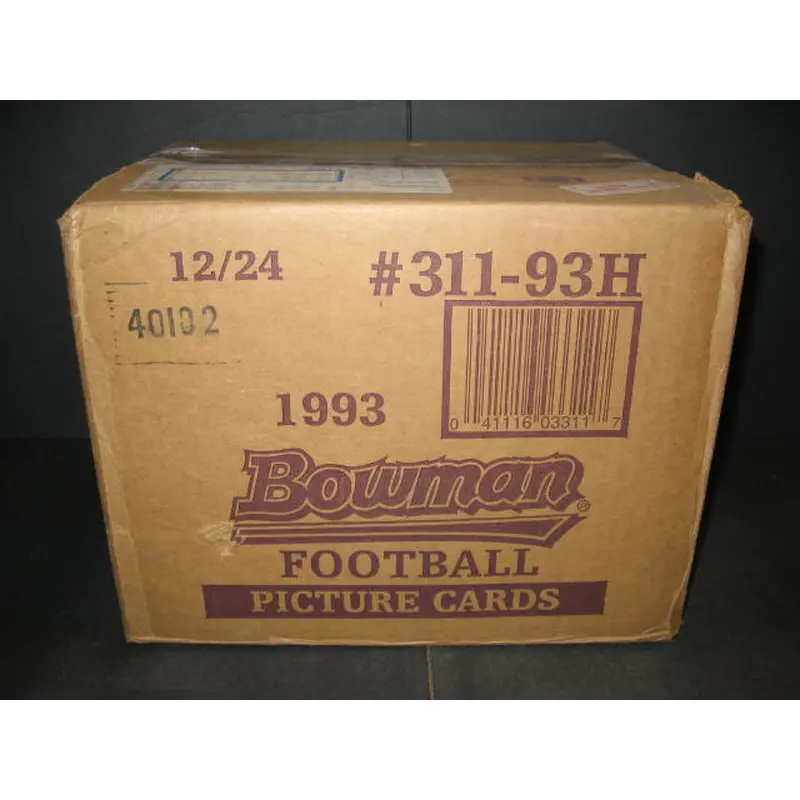 12/24 #311-93H
40102
0 41116 03311 7
1993
Bowman®
FOOTBALL
PICTURE CARDS